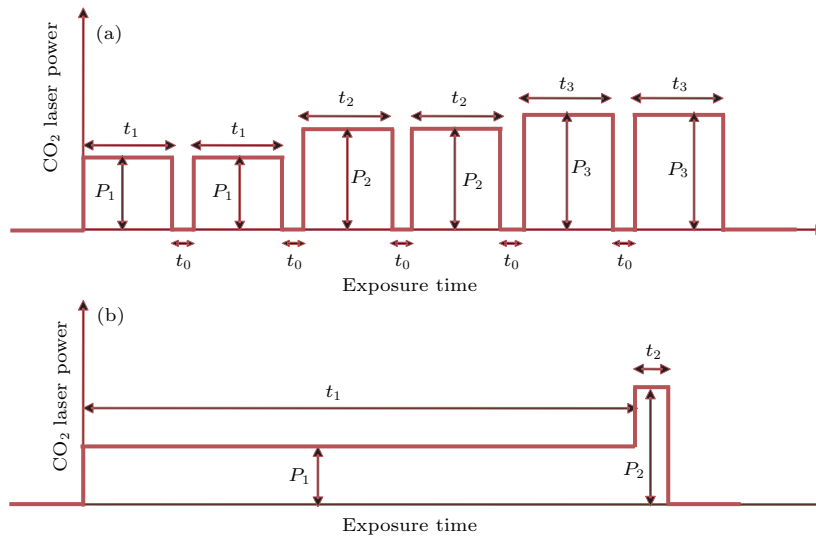 (a)
CO₂ laser power
t₁ t₁ t₂ t₂ t₃ t₃
P₁ P₁ P₂ P₂ P₃ P₃
t₀ t₀ t₀ t₀ t₀
Exposure time
(b)
CO₂ laser power
t₂
t₁
P₁ P₂
Exposure time